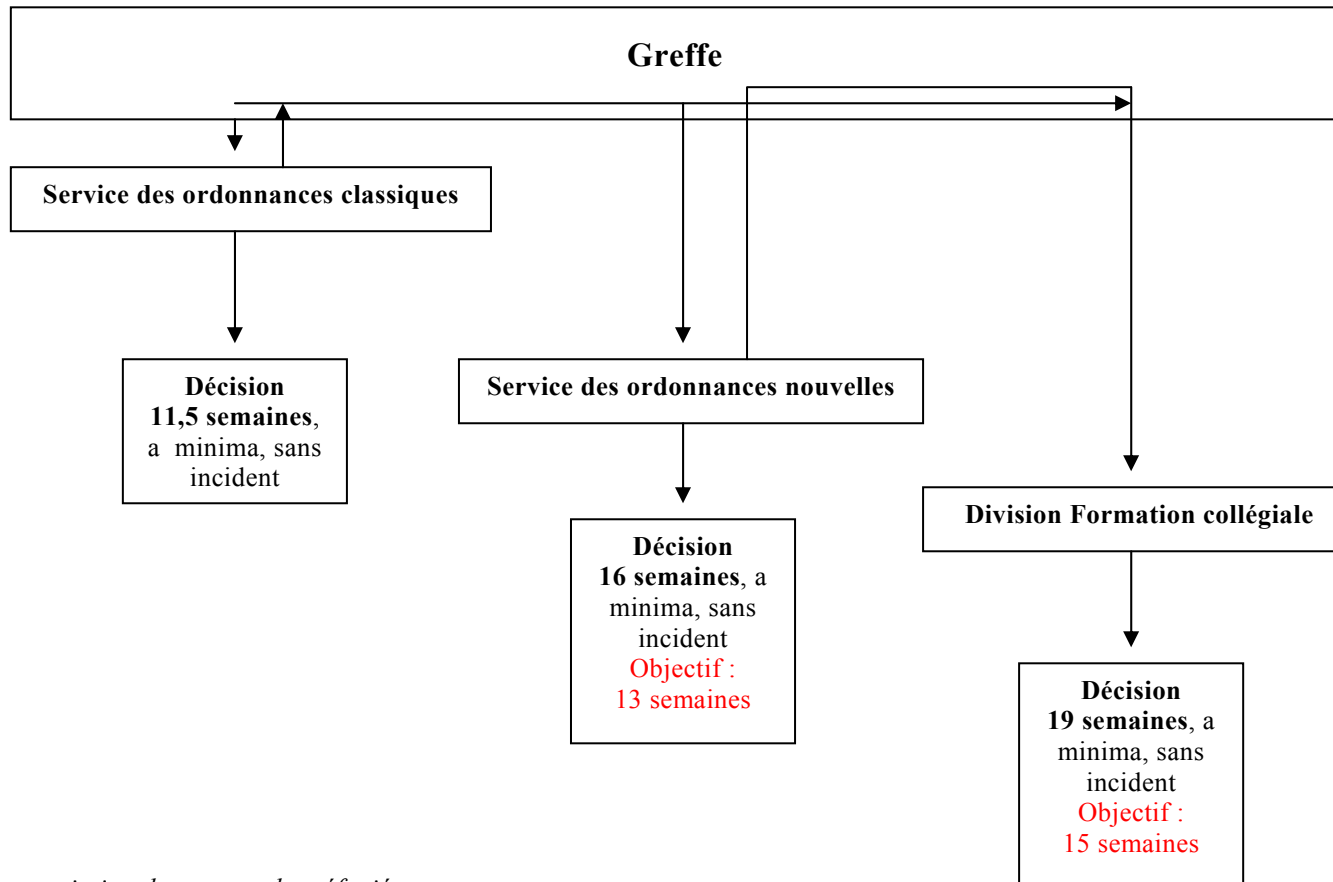 Greffe
Service des ordonnances classiques
Décision
11,5 semaines,
a minima, sans
incident
Service des ordonnances nouvelles
Décision
16 semaines, a
minima, sans
incident
Objectif :
13 semaines
Division Formation collégiale
Décision
19 semaines, a
minima, sans
incident
Objectif :
15 semaines